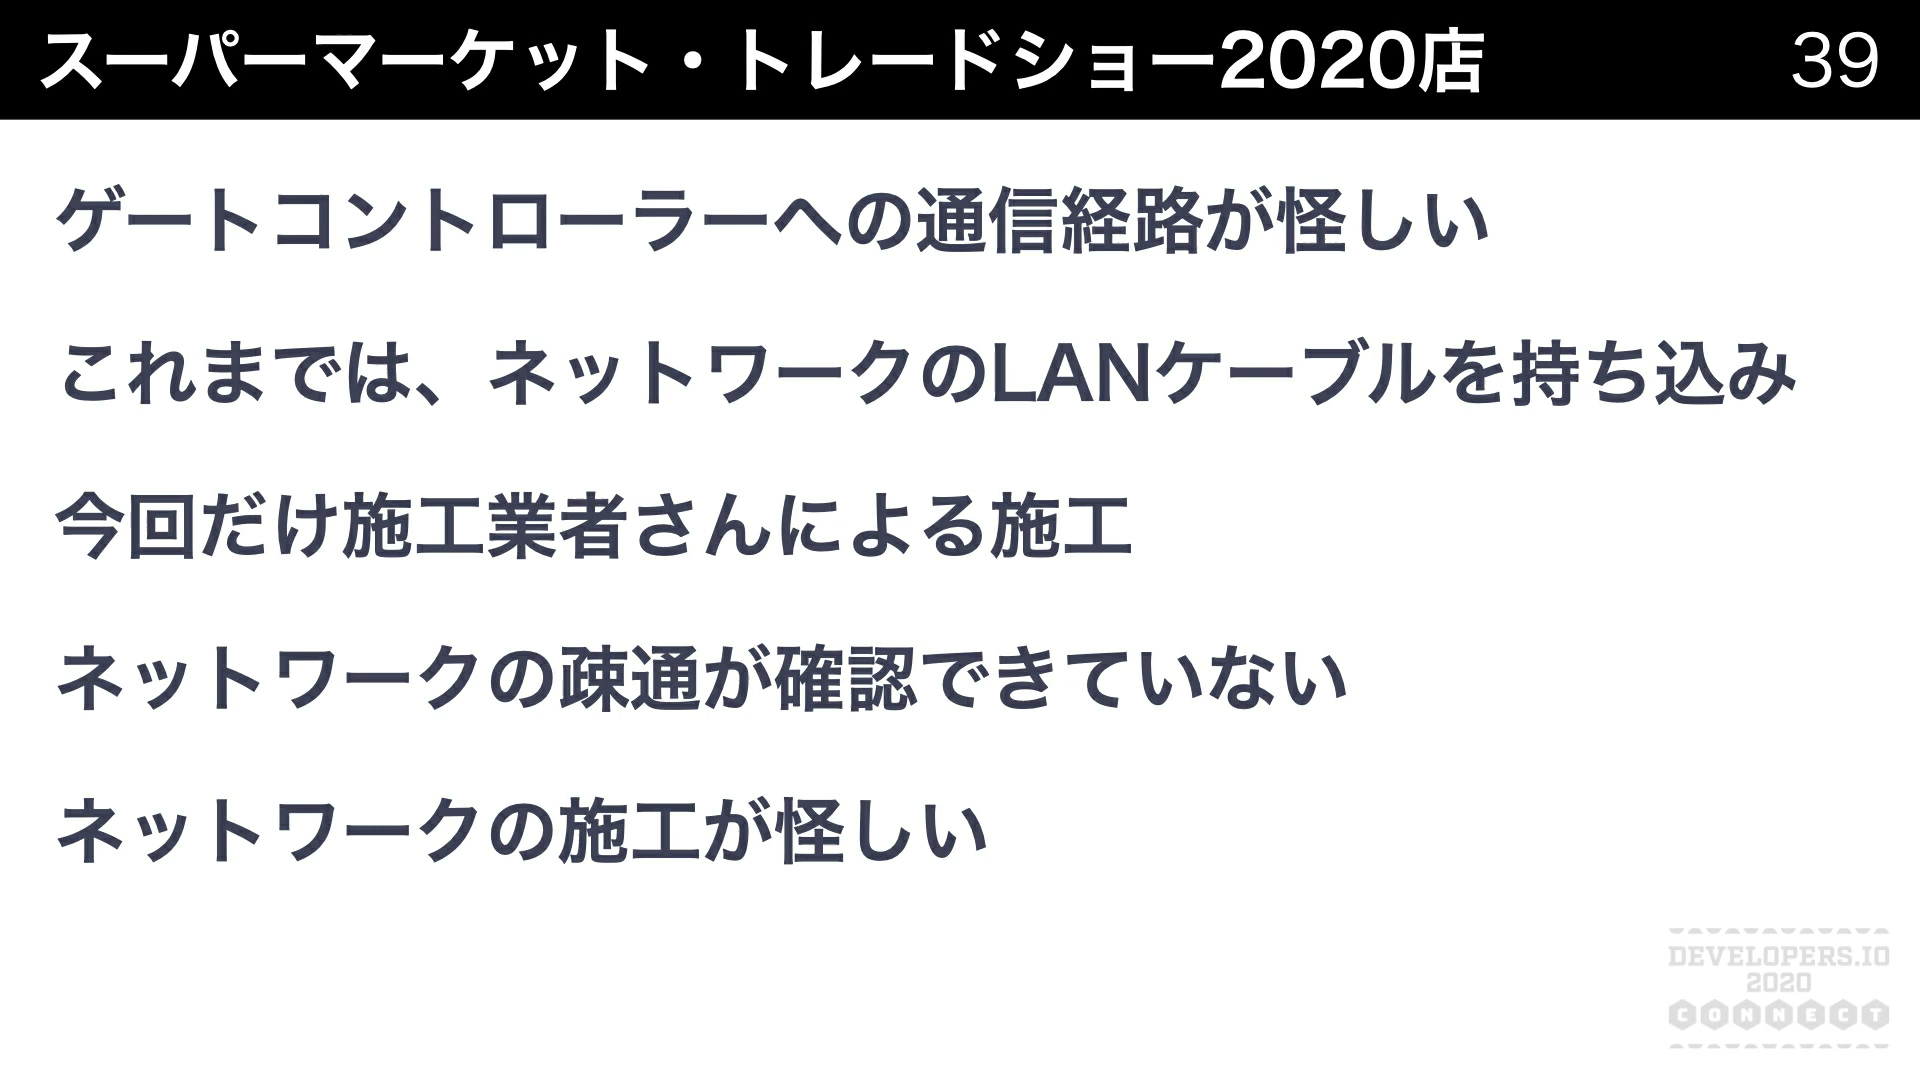 スーパーマーケット・トレードショー2020店
39
ゲートコントローラーへの通信経路が怪しい
これまでは、ネットワークのLANケーブルを持ち込み
今回だけ施工業者さんによる施工
ネットワークの疎通が確認できていない
ネットワークの施工が怪しい
DEVELOPERS.IO
2020
CONNECT